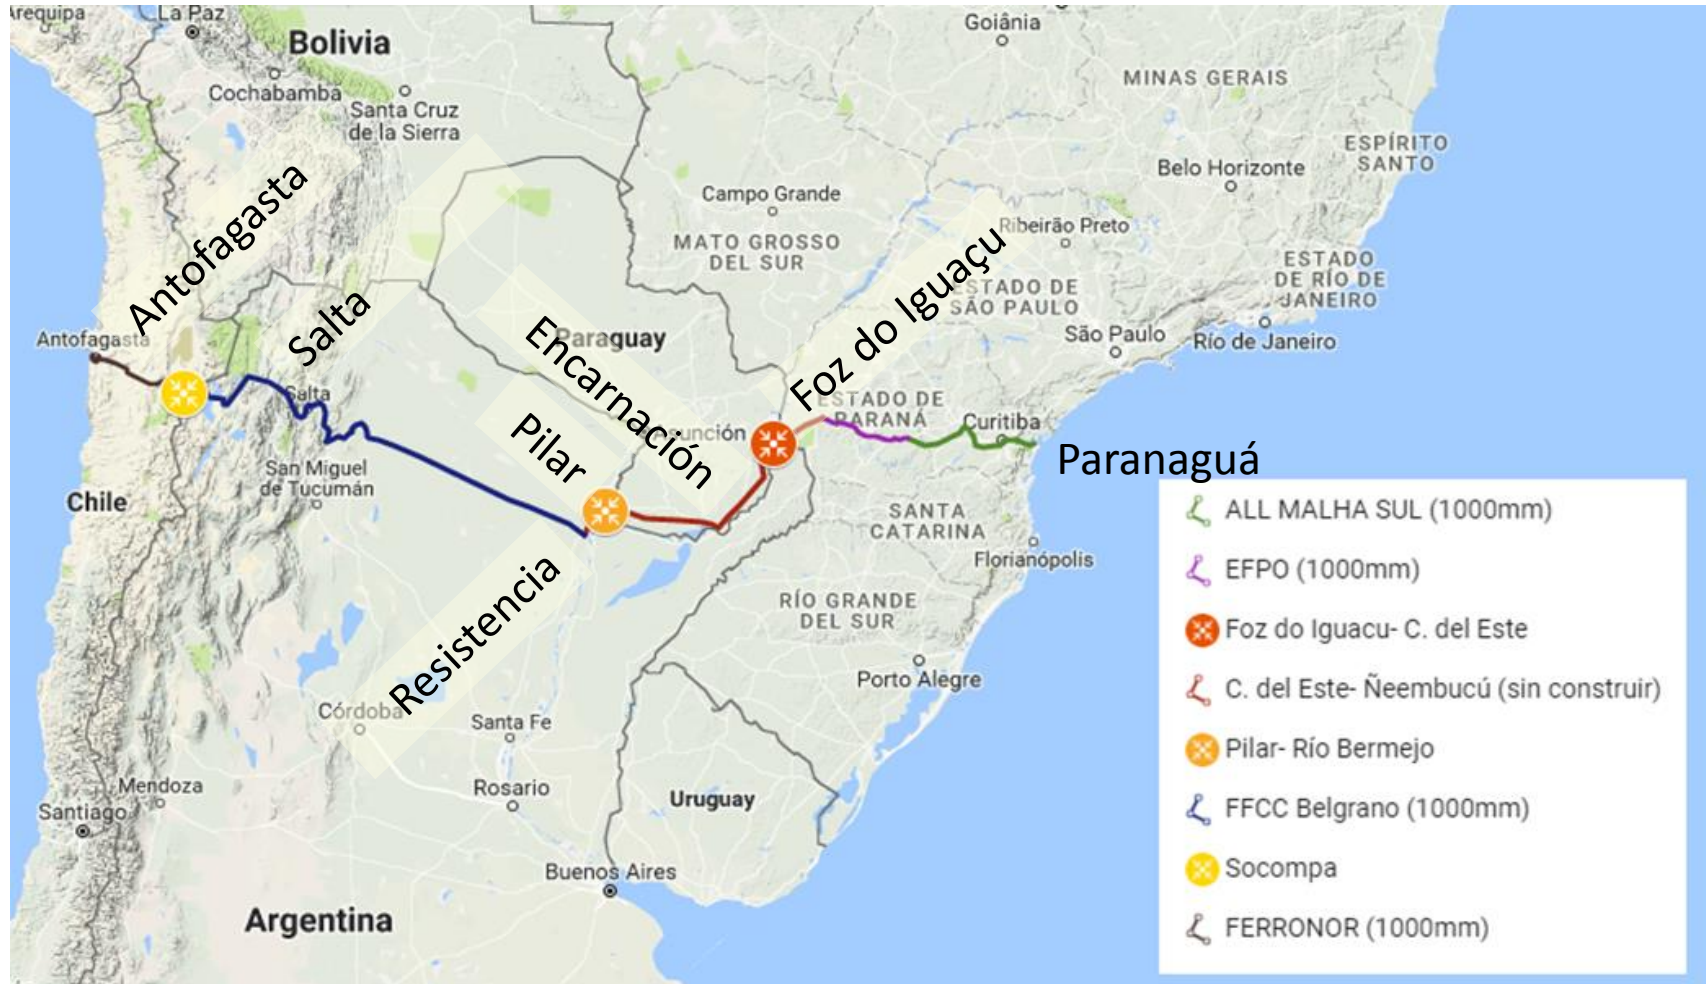 Arequipa
La Paz
Bolivia
Cochabamba
Santa Cruz
de la Sierra
Goiânia
MINAS GERAIS
ESPÍRITO
SANTO
Belo Horizonte
Campo Grande
MATO GROSSO
DEL SUR
Ribeirão Preto
ESTADO
DE RÍO DE
JANEIRO
ESTADO DE
SÃO PAULO
São Paulo
Río de Janeiro
Antofagasta
Antofagasta
Salta
Salta
Paraguay
Encarnación
Asunción
Pilar
Foz do Iguaçu
ESTADO DE
PARANÁ
Curitiba
Paranaguá
San Miguel
de Tucumán
Chile
SANTA
CATARINA
Florianópolis
Resistencia
RÍO GRANDE
DEL SUR
Porto Alegre
Córdoba
Santa Fe
Mendoza
Rosario
Santiago
Uruguay
Buenos Aires
Argentina
ALL MALHA SUL (1000mm)
EFPO (1000mm)
Foz do Iguacu- C. del Este
C. del Este- Ñeembucú (sin construir)
Pilar- Río Bermejo
FFCC Belgrano (1000mm)
Socompa
FERRONOR (1000mm)